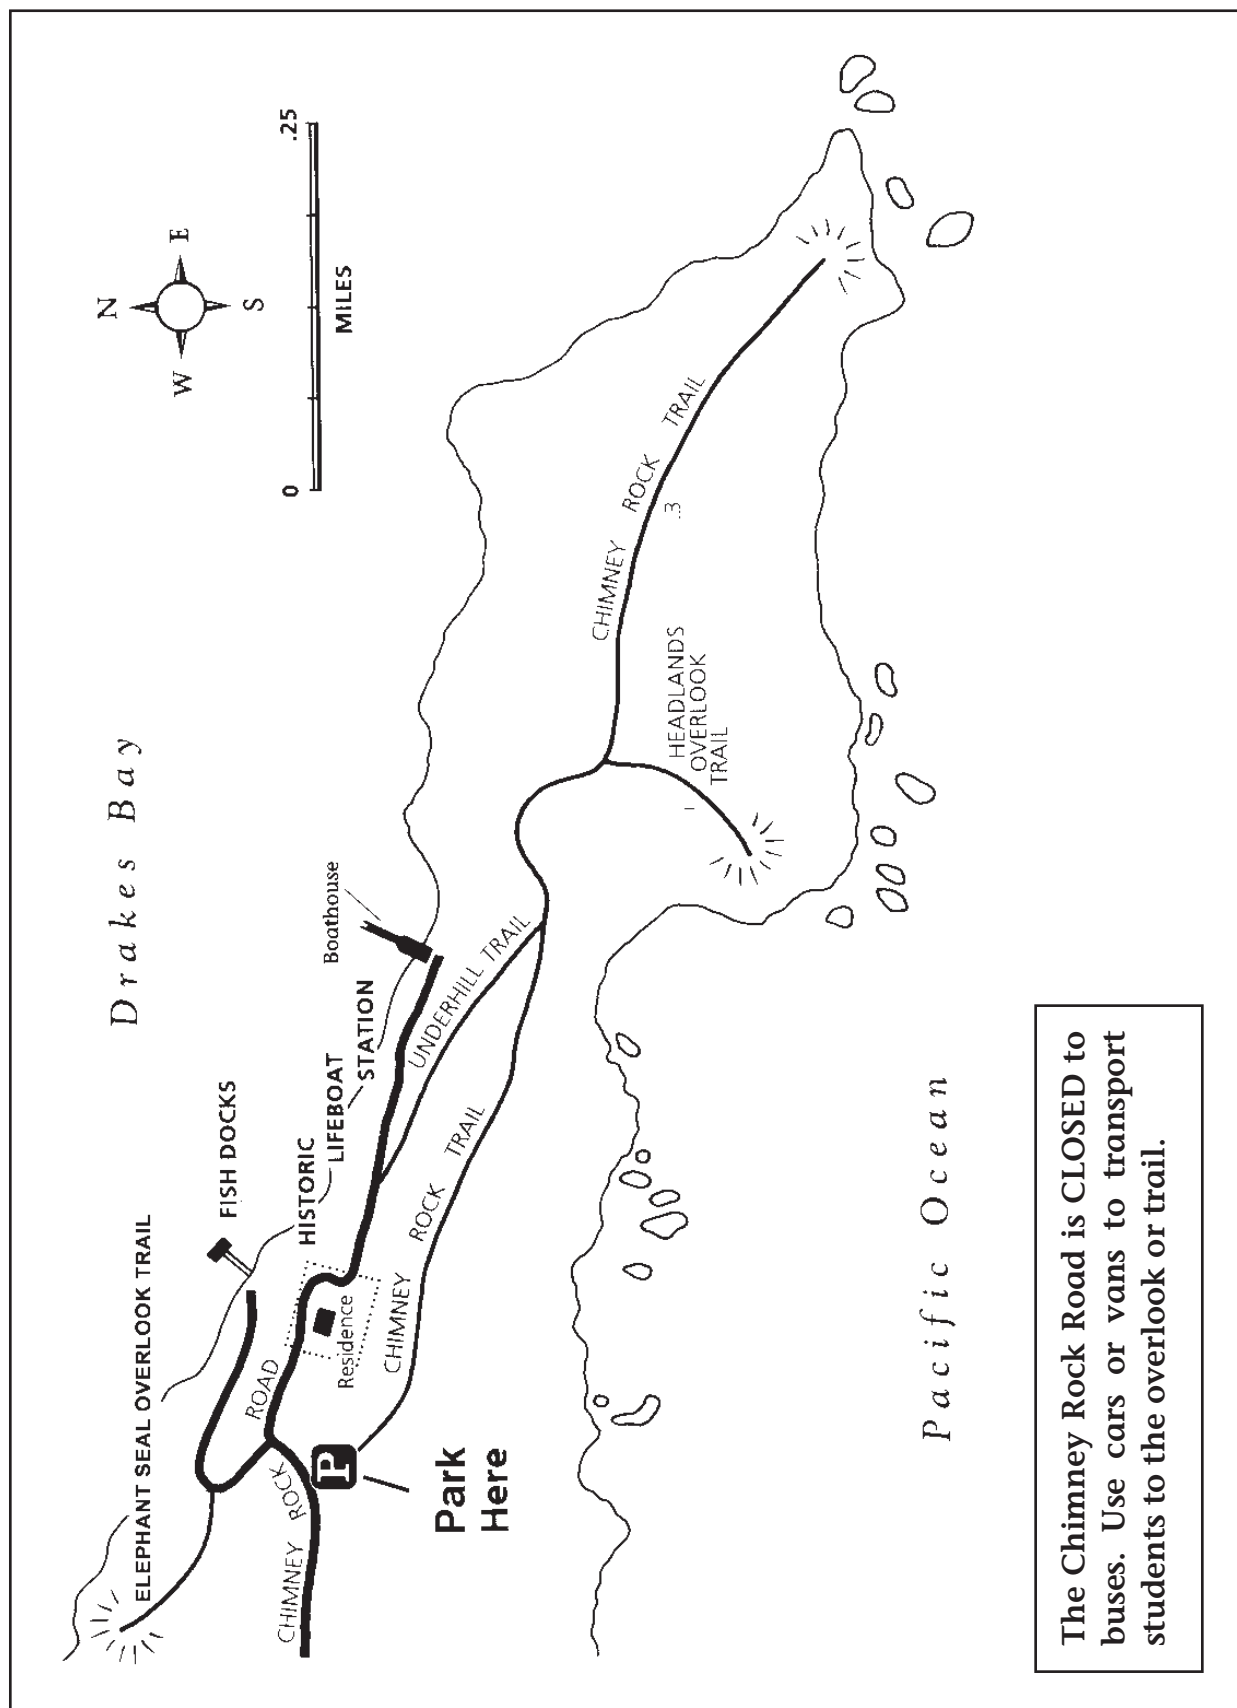 Drakes Bay
N
W
E
S
0
.25
MILES
ELEPHANT SEAL OVERLOOK TRAIL
FISH DOCKS
HISTORIC
LIFEBOAT
STATION
Boathouse
ROAD
Residence
UNDERHILL TRAIL
CHIMNEY ROCK
P
Park
Here
CHIMNEY ROCK TRAIL
CHIMNEY ROCK TRAIL
.3
HEADLANDS
OVERLOOK
TRAIL
Pacific Ocean
The Chimney Rock Road is CLOSED to
buses. Use cars or vans to transport
students to the overlook or trail.